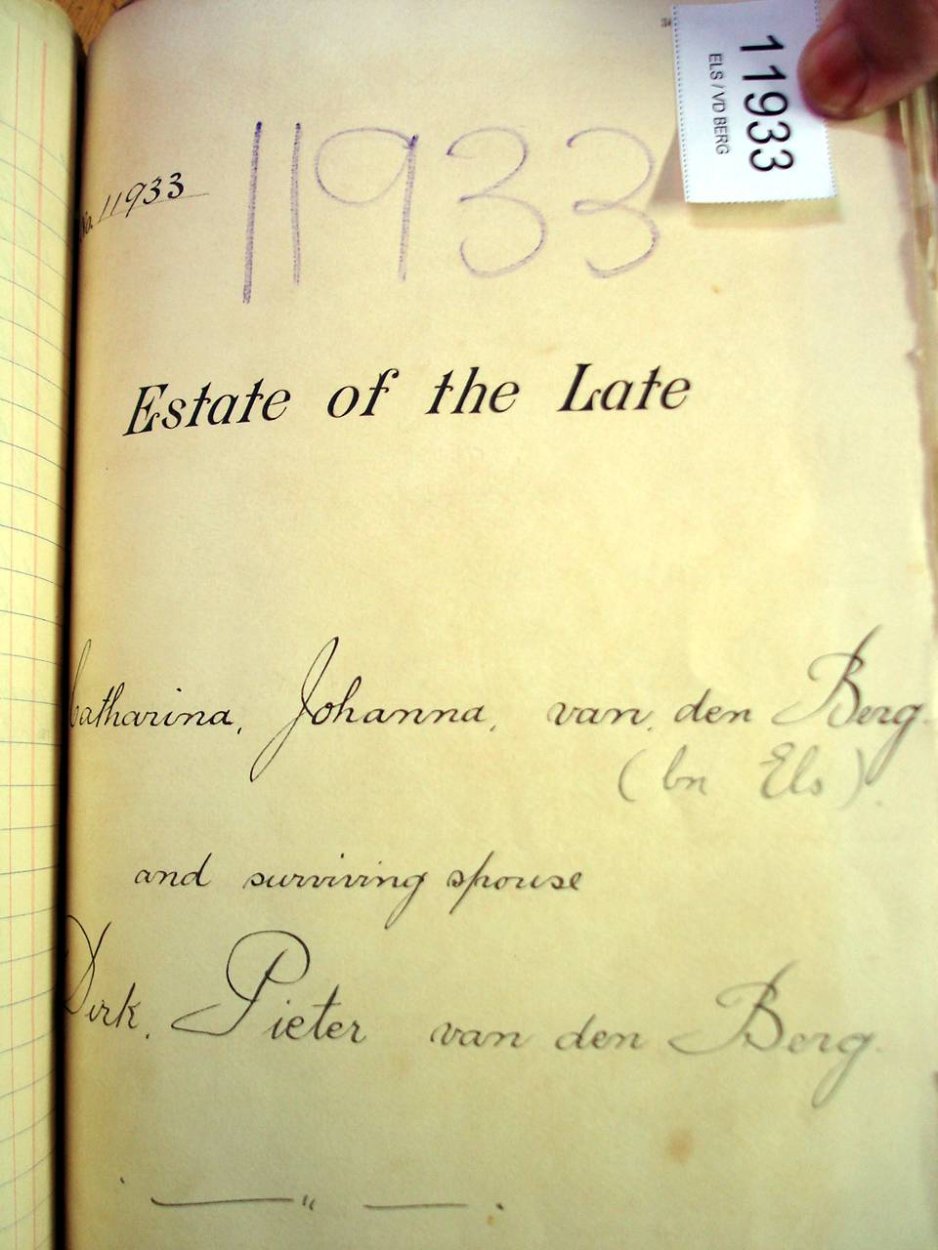 11933
ELS / VD BERG
No. 11933
11933
Estate of the Late
Catharina, Johanna, van den Berg.
(bn Els).
and surviving spouse
Dirk, Pieter van den Berg.